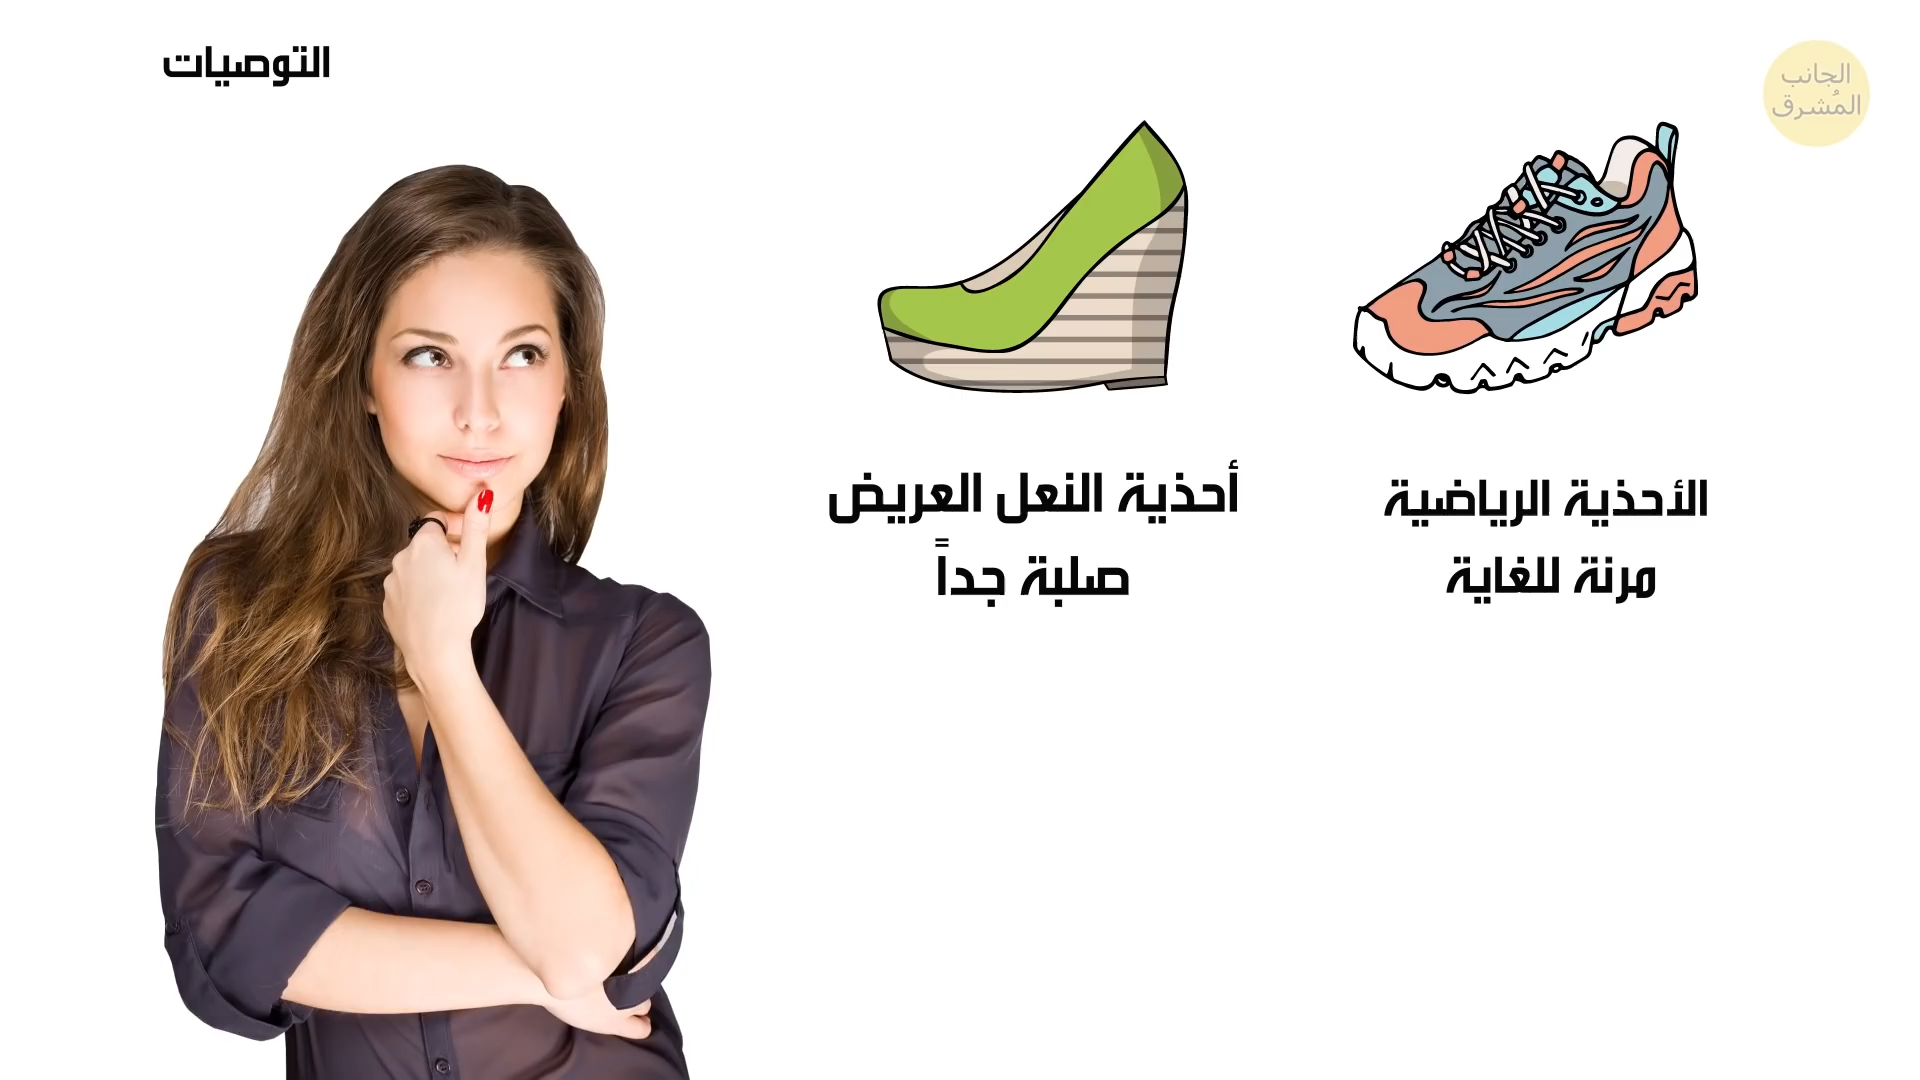 التوصيات
الجانب
المُشرق
الأحذية الرياضية
مرنة للغاية
أحذية النعل العريض
صلبة جداً